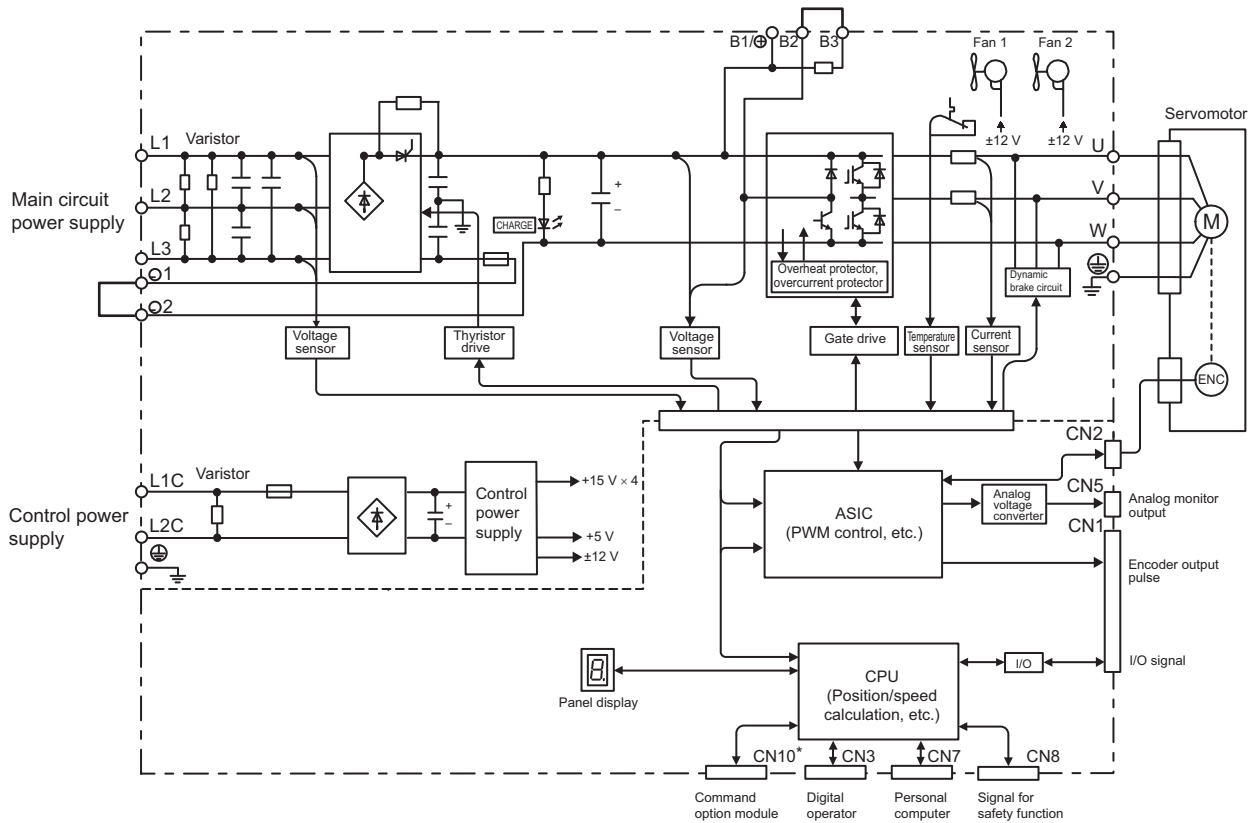 B1/⊕ B2 B3
Fan 1 Fan 2
±12 V ±12 V
Servomotor
L1 Varistor
U
Main circuit
power supply
L2
V
CHARGE
+
–
M
W
L3
Overheat protector,
overcurrent protector
Dynamic
brake circuit
⊖1
⊖2
Voltage
sensor
Thyristor
drive
Voltage
sensor
Gate drive
Temperature
sensor
Current
sensor
ENC
CN2
L1C Varistor
Control power
supply
L2C
+
–
Control
power
supply
+15 V × 4
+5 V
±12 V
ASIC
(PWM control, etc.)
Analog
voltage
converter
CN5
Analog monitor
output
CN1
Encoder output
pulse
I/O
I/O signal
8.
Panel display
CPU
(Position/speed
calculation, etc.)
CN10* CN3 CN7 CN8
Command
option module
Digital
operator
Personal
computer
Signal for
safety function